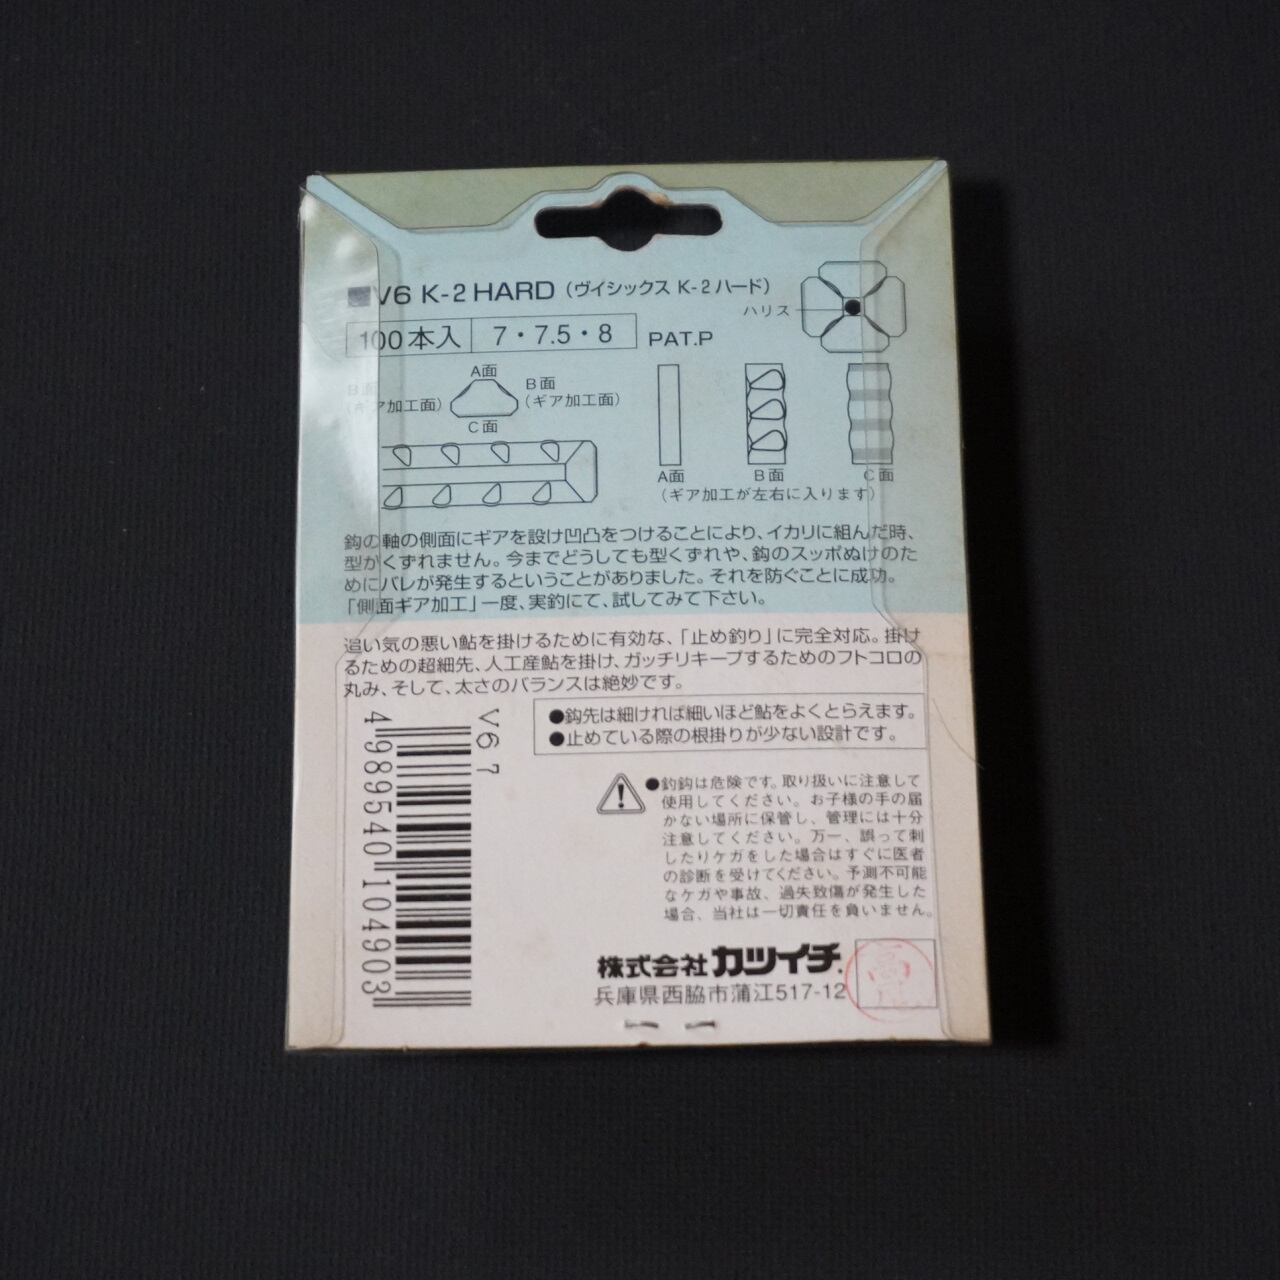 ■V6 K-2 HARD（ヴイシックス K-2ハード）
100本入 7・7.5・8 PAT.P
ハリス
A面
B面
（ギア加工面）
B面
（ギア加工面）
C面
A面
B面
C面
（ギア加工が左右に入ります）
鈎の軸の側面にギアを設け凹凸をつけることにより、イカリに組んだ時、
型がくずれません。今までどうしても型くずれや、鈎のスッポぬけのた
めにバレが発生するということがありました。それを防ぐことに成功。
「側面ギア加工」一度、実釣にて、試してみて下さい。
追い気の悪い鮎を掛けるために有効な、「止め釣り」に完全対応。掛け
るための超細先、人工産鮎を掛け、ガッチリキープするためのフトコロの
丸み、そして、太さのバランスは絶妙です。
●鈎先は細ければ細いほど鮎をよくとらえます。
●止めている際の根掛りが少ない設計です。
V6 7
4 989540 104903
●釣鈎は危険です。取り扱いに注意して
使用してください。お子様の手の届
かない場所に保管し、管理には十分
注意してください。万一、誤って刺
したりケガをした場合はすぐに医者
の診断を受けてください。予測不可能
なケガや事故、過失致傷が発生した
場合、当社は一切責任を負いません。
株式会社カツイチ.
兵庫県西脇市蒲江517-12